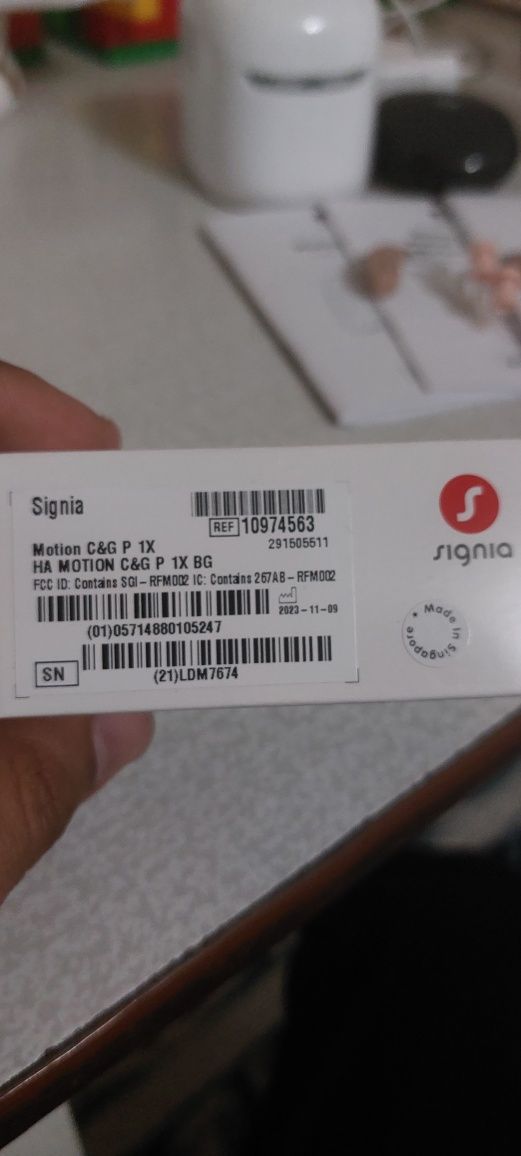 Signia
REF 10974563
291505511
Motion C&G P 1X
HA MOTION C&G P 1X BG
FCC ID: Contains SGI-RFM002 IC: Contains 267AB-RFM002
2023-11-09
(01)05714880105247
SN
(21)LDM7674
signia
Made in Singapore